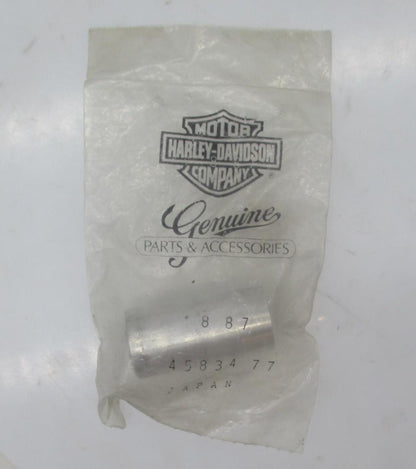 MOTOR
HARLEY-DAVIDSON
COMPANY
®
Genuine
PARTS & ACCESSORIES
8 87
45834 77
JAPAN